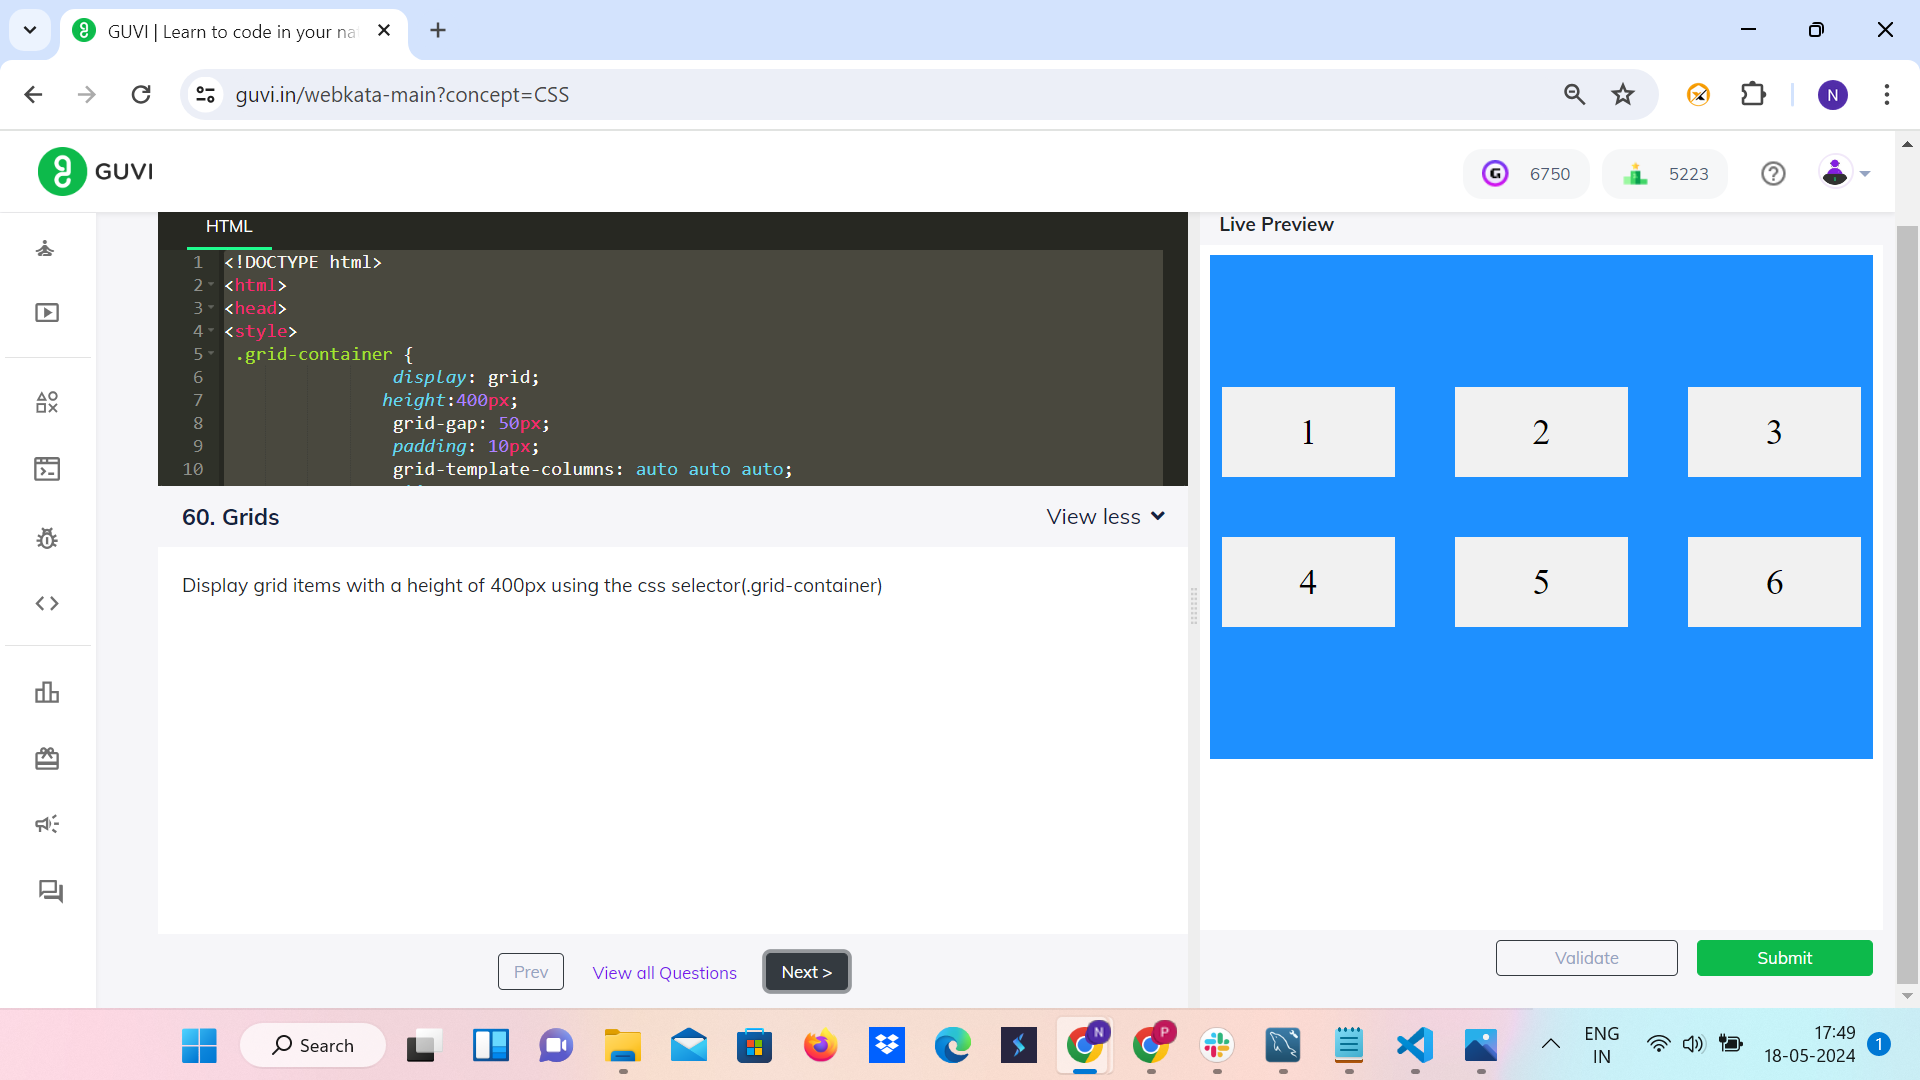 GUVI | Learn to code in your na
guvi.in/webkata-main?concept=CSS
N
GUVI
G
6750
5223
HTML
Live Preview
1 <!DOCTYPE html>
2 <html>
3 <head>
4 <style>
5 .grid-container {
6 display: grid;
7 height:400px;
8 grid-gap: 50px;
9 padding: 10px;
10 grid-template-columns: auto auto auto;
1 2 3
4 5 6
60. Grids
View less
Display grid items with a height of 400px using the css selector(.grid-container)
Prev
View all Questions
Next >
Validate
Submit
Search
N
P
ENG
IN
17:49
18-05-2024
1